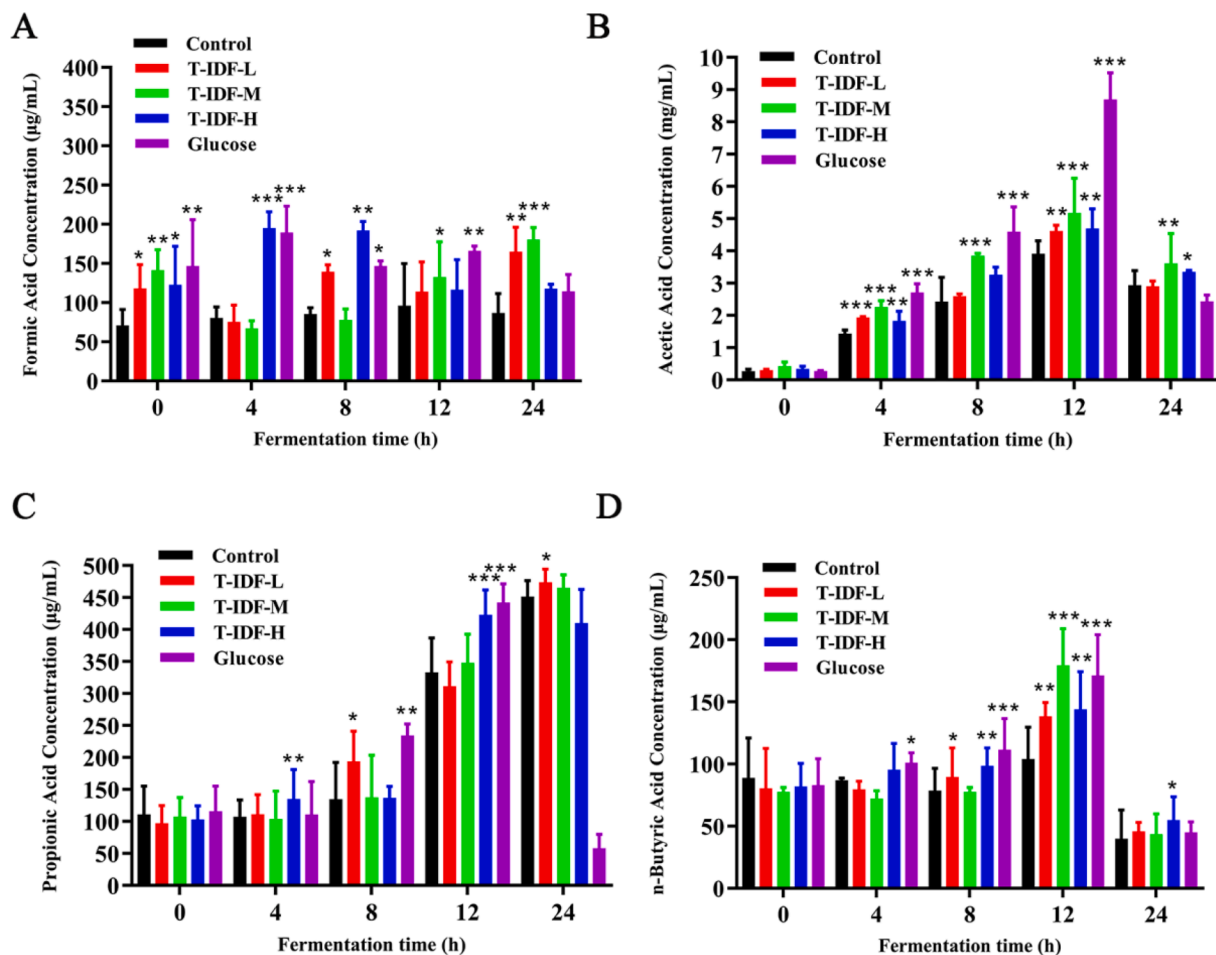 A
Control
T-IDF-L
T-IDF-M
T-IDF-H
Glucose
Formic Acid Concentration (μg/mL)
400
350
300
250
200
150
100
50
0
* ** * **
*** ***
* ** *
* **
** ***
0 4 8 12 24
Fermentation time (h)
B
Control
T-IDF-L
T-IDF-M
T-IDF-H
Glucose
Acetic Acid Concentration (mg/mL)
10
9
8
7
6
5
4
3
2
1
0
*** *** ** ***
*** ***
** *** ** ***
** *
0 4 8 12 24
Fermentation time (h)
C
Control
T-IDF-L
T-IDF-M
T-IDF-H
Glucose
Propionic Acid Concentration (μg/mL)
500
450
400
350
300
250
200
150
100
50
0
**
* **
*** ***
*
0 4 8 12 24
Fermentation time (h)
D
Control
T-IDF-L
T-IDF-M
T-IDF-H
Glucose
n-Butyric Acid Concentration (μg/mL)
250
200
150
100
50
0
*
* ** ***
** *** ** ***
*
0 4 8 12 24
Fermentation time (h)